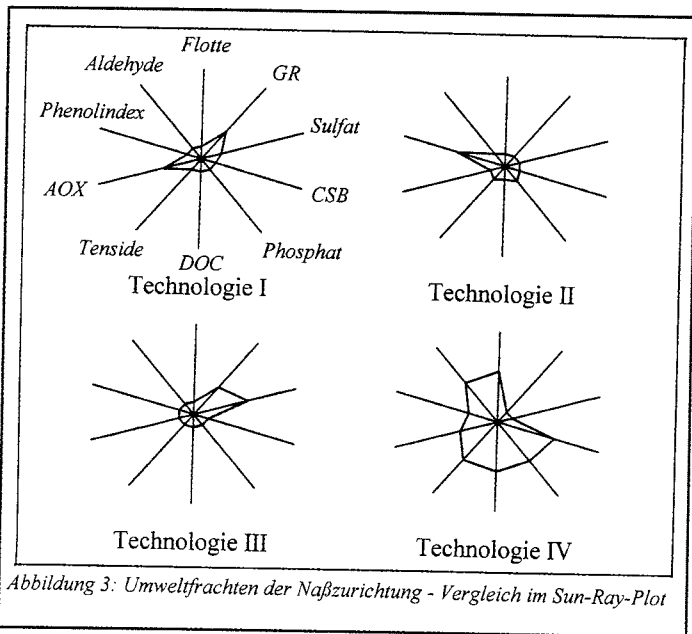 Flotte
Aldehyde
GR
Phenolindex
Sulfat
AOX
CSB
Tenside
DOC
Phosphat
Technologie I
Technologie II
Technologie III
Technologie IV
Abbildung 3: Umweltfrachten der Naßzurichtung - Vergleich im Sun-Ray-Plot